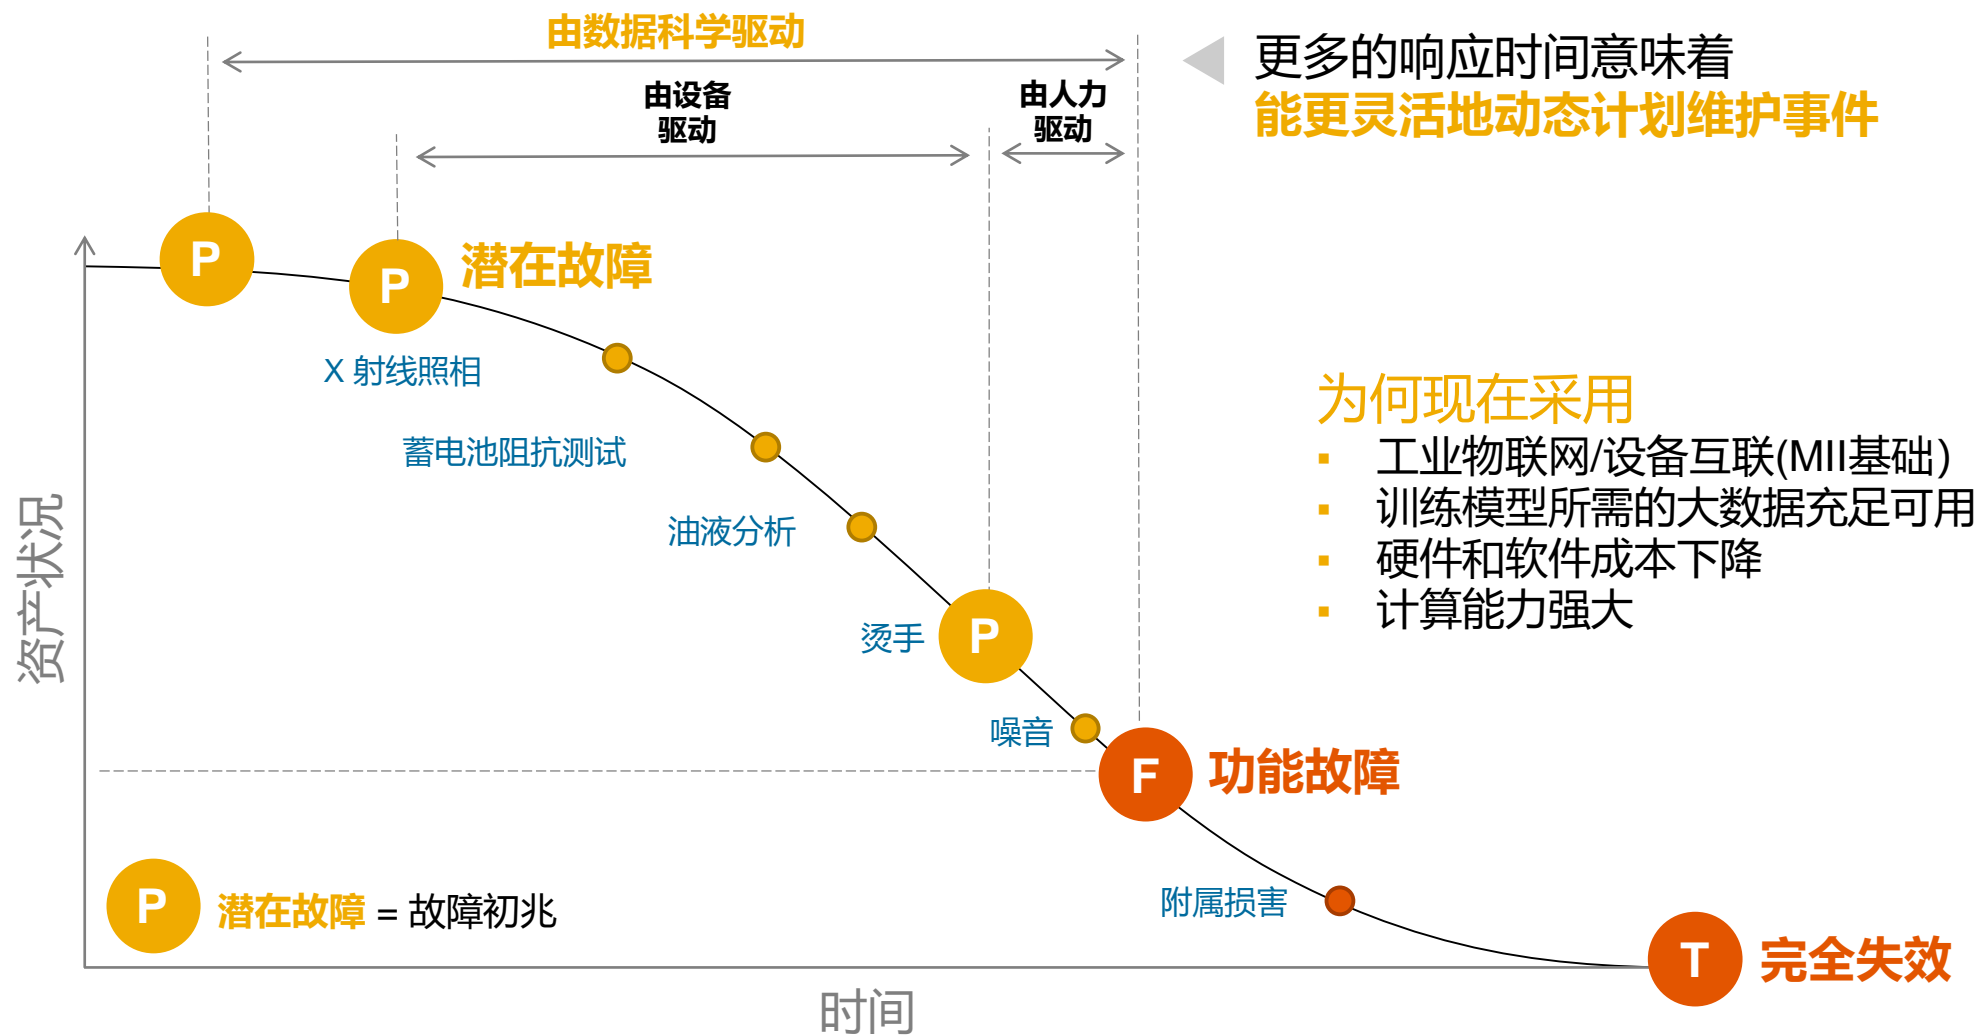 由数据科学驱动
由设备
驱动
由人力
驱动
更多的响应时间意味着
能更灵活地动态计划维护事件
P
P
潜在故障
X 射线照相
蓄电池阻抗测试
油液分析
烫手
P
噪音
F
功能故障
附属损害
T
完全失效
为何现在采用
▪ 工业物联网/设备互联(MII基础）
▪ 训练模型所需的大数据充足可用
▪ 硬件和软件成本下降
▪ 计算能力强大
资产状况
P
潜在故障 = 故障初兆
时间